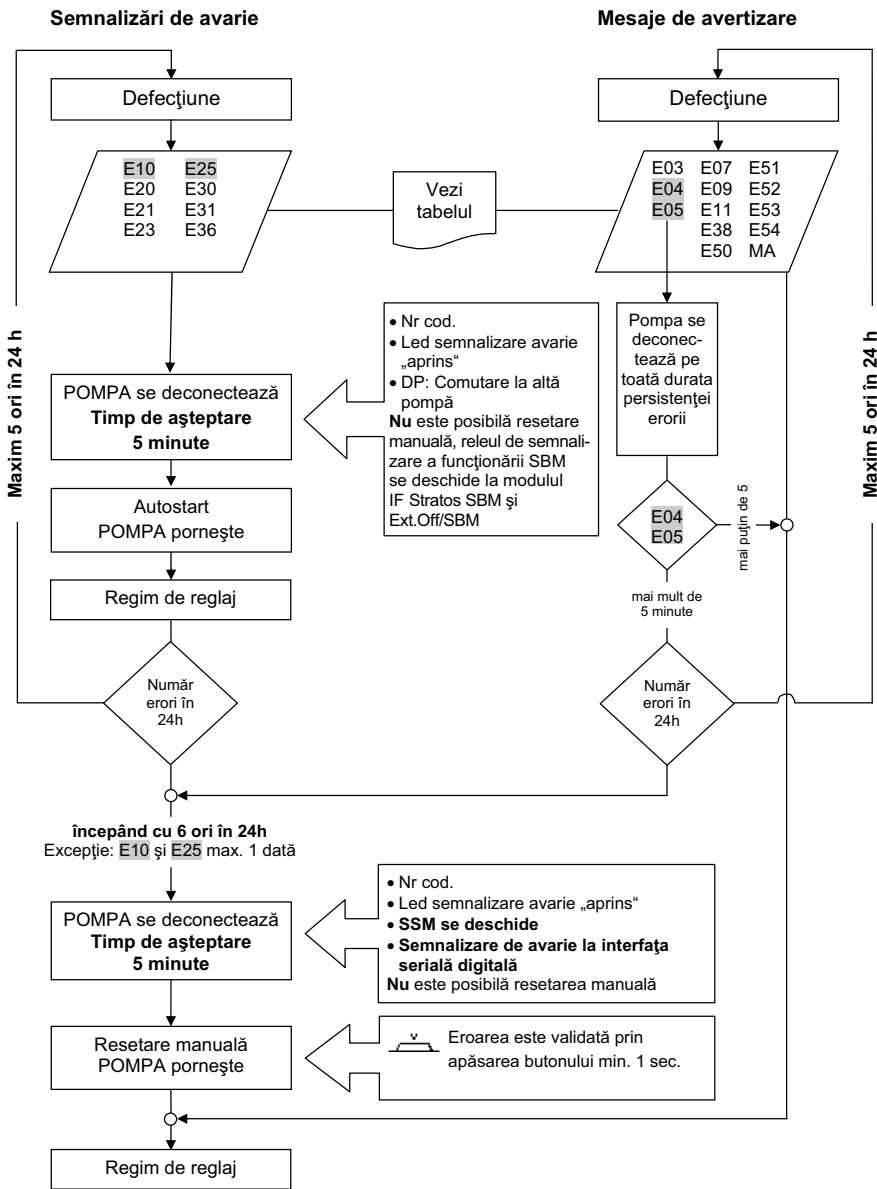 Semnalizări de avarie
Mesaje de avertizare
Defecţiune
Defecţiune
E10 E25
E20 E30
E21 E31
E23 E36
Vezi
tabelul
E03 E07 E51
E04 E09 E52
E05 E11 E53
E38 E54
E50 MA
Maxim 5 ori în 24 h
Maxim 5 ori în 24 h
POMPA se deconectează
Timp de aşteptare
5 minute
• Nr cod.
• Led semnalizare avarie
„aprins“
• DP: Comutare la altă
pompă
Nu este posibilă resetare
manuală, releul de semnali-
zare a funcţionării SBM
se deschide la modulul
IF Stratos SBM şi
Ext.Off/SBM
Pompa se
deconec-
tează pe
toată durata
persistenţei
erorii
Autostart
POMPA porneşte
E04
E05
mai puţin de 5
Regim de reglaj
mai mult de
5 minute
Număr
erori în
24h
Număr
erori în
24h
începând cu 6 ori în 24h
Excepţie: E10 şi E25 max. 1 dată
POMPA se deconectează
Timp de aşteptare
5 minute
• Nr cod.
• Led semnalizare avarie „aprins“
• SSM se deschide
• Semnalizare de avarie la interfaţa
serială digitală
Nu este posibilă resetarea manuală
Resetare manuală
POMPA porneşte
Eroarea este validată prin
apăsarea butonului min. 1 sec.
Regim de reglaj